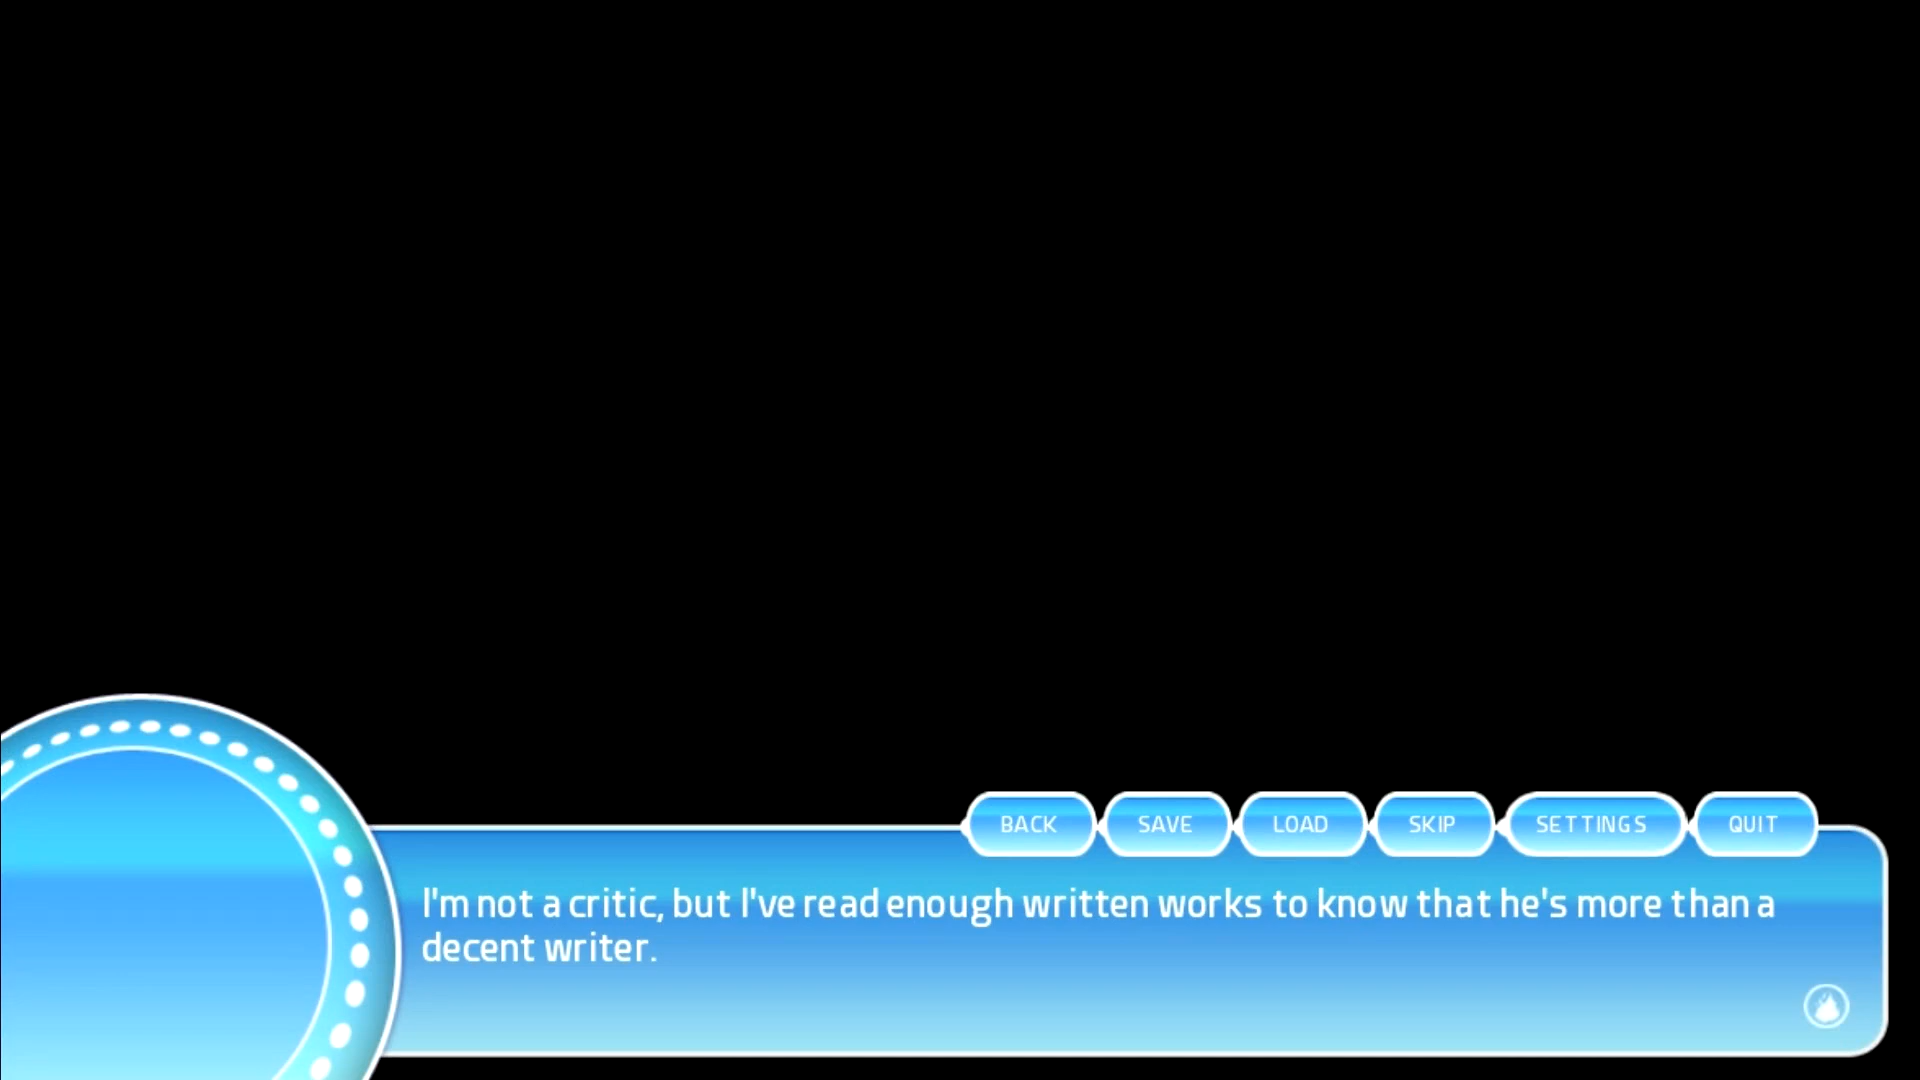 BACK SAVE LOAD SKIP SETTINGS QUIT
I'm not a critic, but I've read enough written works to know that he's more than a
decent writer.